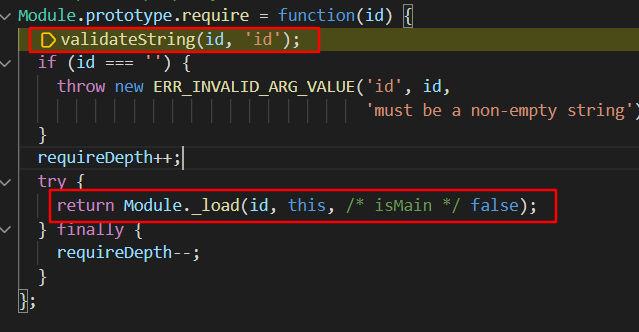 Module.prototype.require = function(id) {
validateString(id, 'id');
if (id === '') {
throw new ERR_INVALID_ARG_VALUE('id', id,
'must be a non-empty string')
}
requireDepth++;
try {
return Module._load(id, this, /* isMain */ false);
} finally {
requireDepth--;
}
};